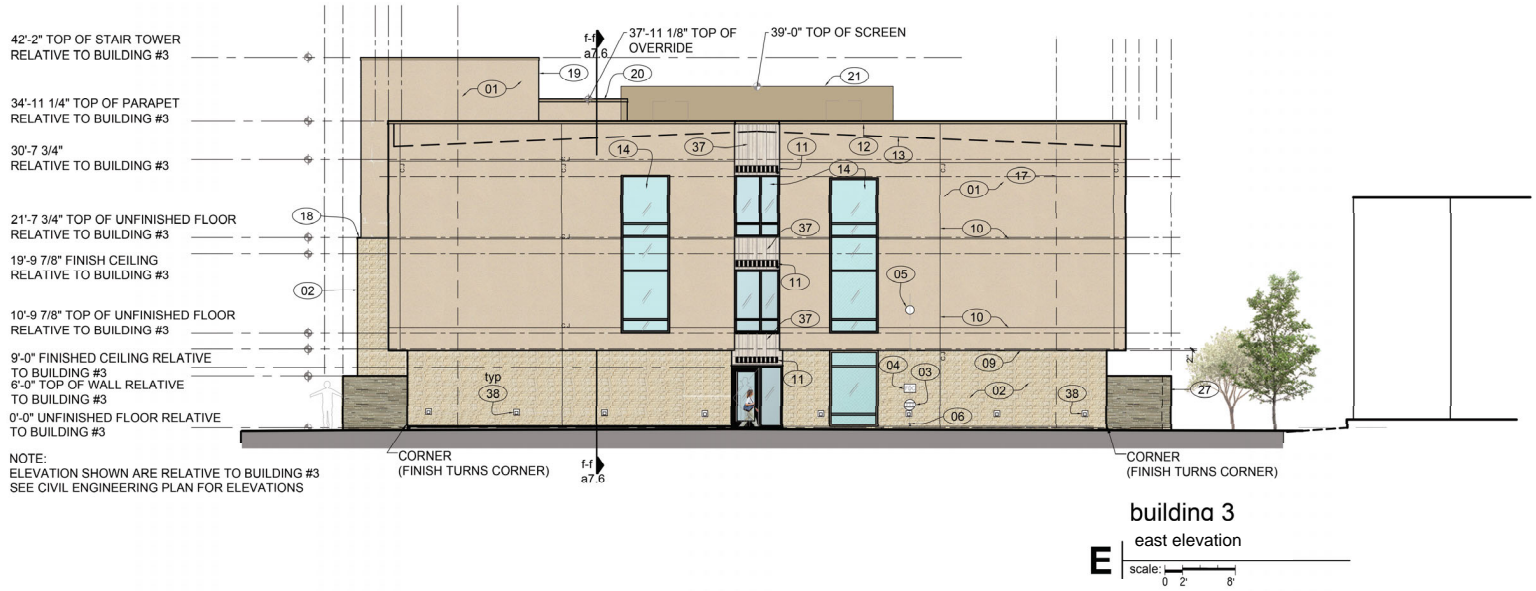 42'-2" TOP OF STAIR TOWER
RELATIVE TO BUILDING #3
34'-11 1/4" TOP OF PARAPET
RELATIVE TO BUILDING #3
30'-7 3/4"
RELATIVE TO BUILDING #3
21'-7 3/4" TOP OF UNFINISHED FLOOR
RELATIVE TO BUILDING #3
19'-9 7/8" FINISH CEILING
RELATIVE TO BUILDING #3
10'-9 7/8" TOP OF UNFINISHED FLOOR
RELATIVE TO BUILDING #3
9'-0" FINISHED CEILING RELATIVE
TO BUILDING #3
6'-0" TOP OF WALL RELATIVE
TO BUILDING #3
0'-0" UNFINISHED FLOOR RELATIVE
TO BUILDING #3
NOTE:
ELEVATION SHOWN ARE RELATIVE TO BUILDING #3
SEE CIVIL ENGINEERING PLAN FOR ELEVATIONS
f-f
a7.6
37'-11 1/8" TOP OF
OVERRIDE
39'-0" TOP OF SCREEN
01
19
20
21
14
37
11
14
12
13
01
17
18
37
10
02
11
05
37
10
typ
38
11
04
03
09
02
38
2'
27
06
CORNER
(FINISH TURNS CORNER)
f-f
a7.6
CORNER
(FINISH TURNS CORNER)
building 3
east elevation
E
scale:
0 2' 8'